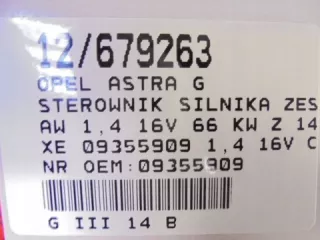 12/679263
OPEL ASTRA G
STEROWNIK SILNIKA ZES
AW 1,4 16V 66 KW Z 14
XE 09355909 1,4 16V C
NR OEM:09355909
G III 14 B